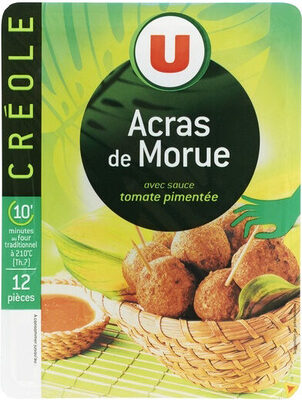 U
CRÉOLE
Acras
de Morue
avec sauce
tomate pimentée
10'
minutes
au four
traditionnel
à 210°C
(Th.7)
12
pièces